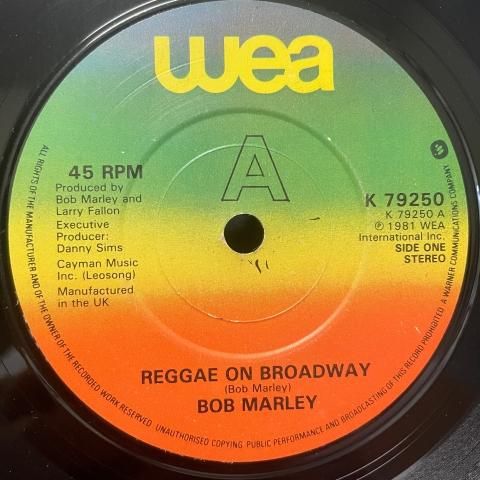 wea
A
45 RPM
Produced by
Bob Marley and
Larry Fallon
Executive
Producer:
Danny Sims
Cayman Music
Inc. (Leosong)
Manufactured
in the UK
K 79250
K 79250 A
℗ 1981 WEA
International Inc.
SIDE ONE
STEREO
REGGAE ON BROADWAY
(Bob Marley)
BOB MARLEY
ALL RIGHTS OF THE MANUFACTURER AND OF THE OWNER OF THE RECORDED WORK RESERVED UNAUTHORISED COPYING PUBLIC PERFORMANCE AND BROADCASTING OF THIS RECORD PROHIBITED A WARNER COMMUNICATIONS COMPANY